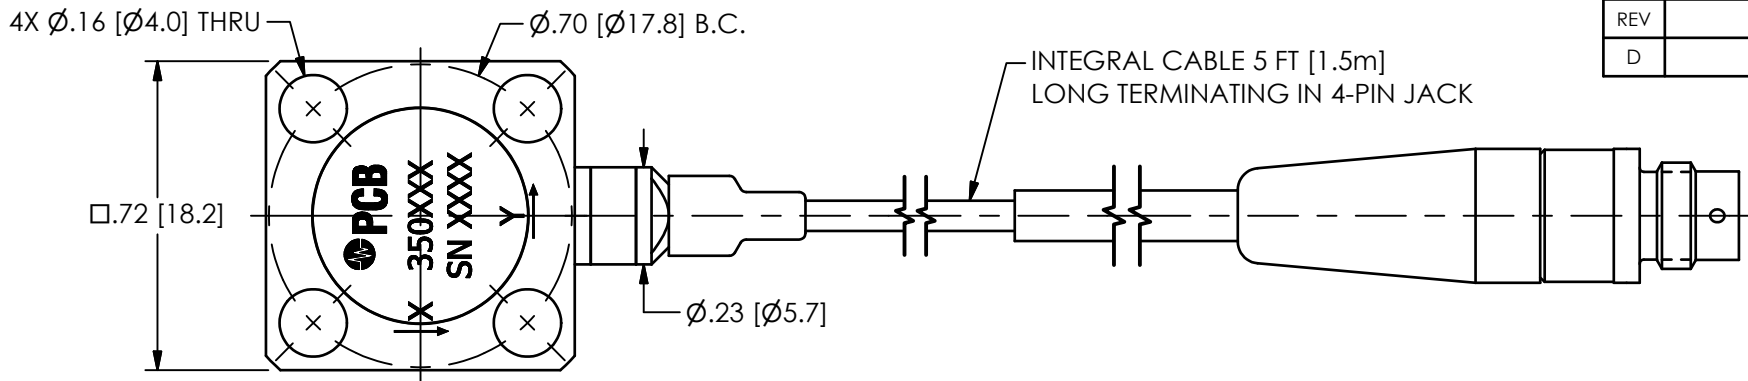 4X Ø.16 [Ø4.0] THRU
Ø.70 [Ø17.8] B.C.
INTEGRAL CABLE 5 FT [1.5m]
LONG TERMINATING IN 4-PIN JACK
REV
D
□.72 [18.2]
PCB
350XXX
SN XXXX
Y
X
Ø.23 [Ø5.7]